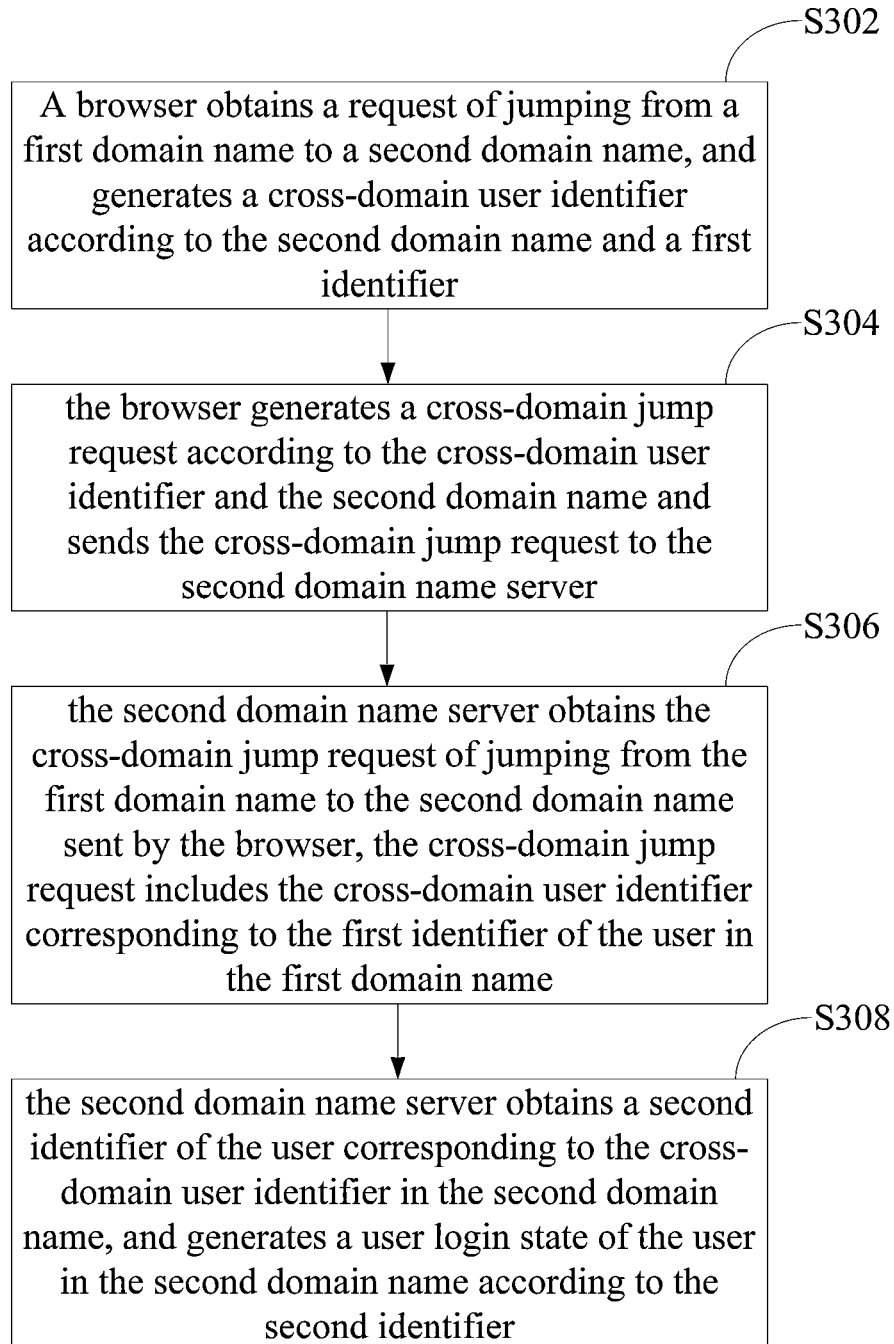 S302
A browser obtains a request of jumping from a
first domain name to a second domain name, and
generates a cross-domain user identifier
according to the second domain name and a first
identifier
S304
the browser generates a cross-domain jump
request according to the cross-domain user
identifier and the second domain name and
sends the cross-domain jump request to the
second domain name server
S306
the second domain name server obtains the
cross-domain jump request of jumping from the
first domain name to the second domain name
sent by the browser, the cross-domain jump
request includes the cross-domain user identifier
corresponding to the first identifier of the user in
the first domain name
S308
the second domain name server obtains a second
identifier of the user corresponding to the cross-
domain user identifier in the second domain
name, and generates a user login state of the user
in the second domain name according to the
second identifier